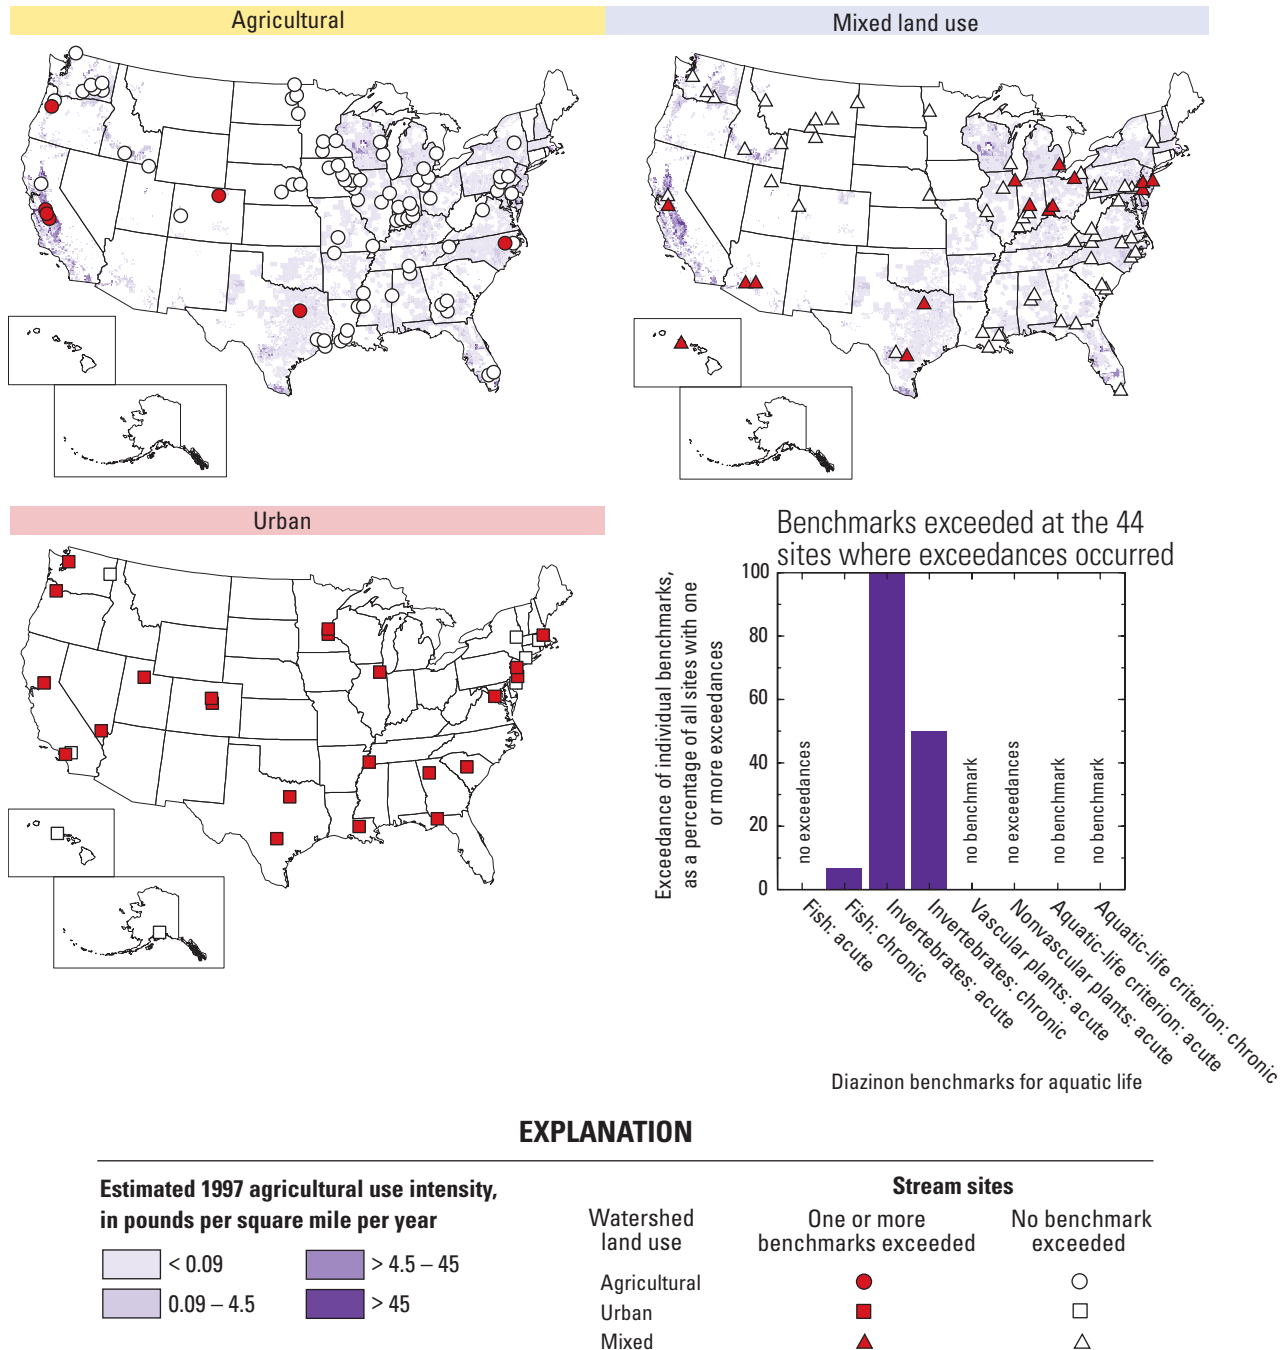 Agricultural
Mixed land use
Urban
Benchmarks exceeded at the 44
sites where exceedances occurred
Exceedance of individual benchmarks,
as a percentage of all sites with one
or more exceedances
100
80
60
40
20
0
no exceedances
no benchmark
no exceedances
no benchmark
no benchmark
Fish: acute
Fish: chronic
Invertebrates: acute
Invertebrates: chronic
Vascular plants: acute
Nonvascular plants: acute
Aquatic-life criterion: acute
Aquatic-life criterion: chronic
Diazinon benchmarks for aquatic life
EXPLANATION
Estimated 1997 agricultural use intensity,
in pounds per square mile per year
< 0.09
> 4.5 – 45
0.09 – 4.5
> 45
Stream sites
Watershed
land use
One or more
benchmarks exceeded
No benchmark
exceeded
Agricultural
Urban
Mixed